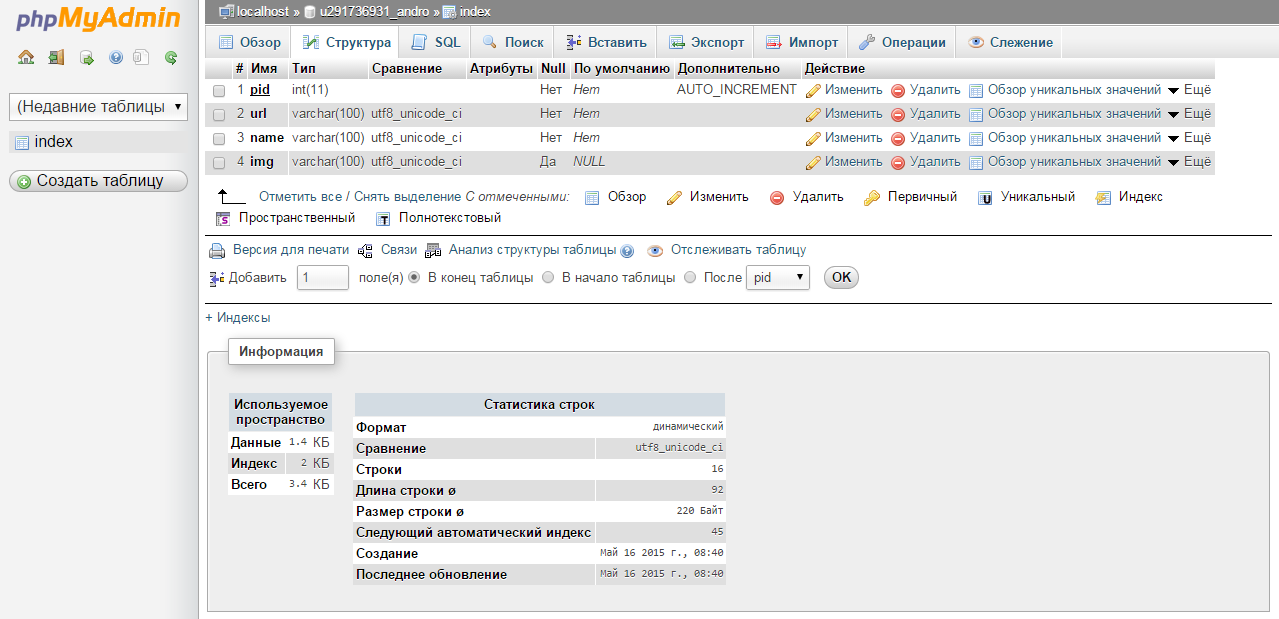 phpMyAdmin
(Недавние таблицы
index
Создать таблицу
localhost » u291736931_andro » index
Обзор Структура SQL Поиск Вставить Экспорт Импорт Операции Слежение
# Имя Тип Сравнение Атрибуты Null По умолчанию Дополнительно Действие
1 pid int(11) Нет Нет AUTO_INCREMENT Изменить Удалить Обзор уникальных значений Ещё
2 url varchar(100) utf8_unicode_ci Нет Нет Изменить Удалить Обзор уникальных значений Ещё
3 name varchar(100) utf8_unicode_ci Нет Нет Изменить Удалить Обзор уникальных значений Ещё
4 img varchar(100) utf8_unicode_ci Да NULL Изменить Удалить Обзор уникальных значений Ещё
Отметить все / Снять выделение С отмеченными: Обзор Изменить Удалить Первичный U Уникальный Индекс
S Пространственный T Полнотекстовый
Версия для печати Связи Анализ структуры таблицы Отслеживать таблицу
Добавить 1 поле(я) В конец таблицы В начало таблицы После pid OK
+ Индексы
Информация
Используемое
пространство
Данные 1.4 КБ
Индекс 2 КБ
Всего 3.4 КБ
Статистика строк
Формат динамический
Сравнение utf8_unicode_ci
Строки 16
Длина строки ø 92
Размер строки ø 220 Байт
Следующий автоматический индекс 45
Создание Май 16 2015 г., 08:40
Последнее обновление Май 16 2015 г., 08:40